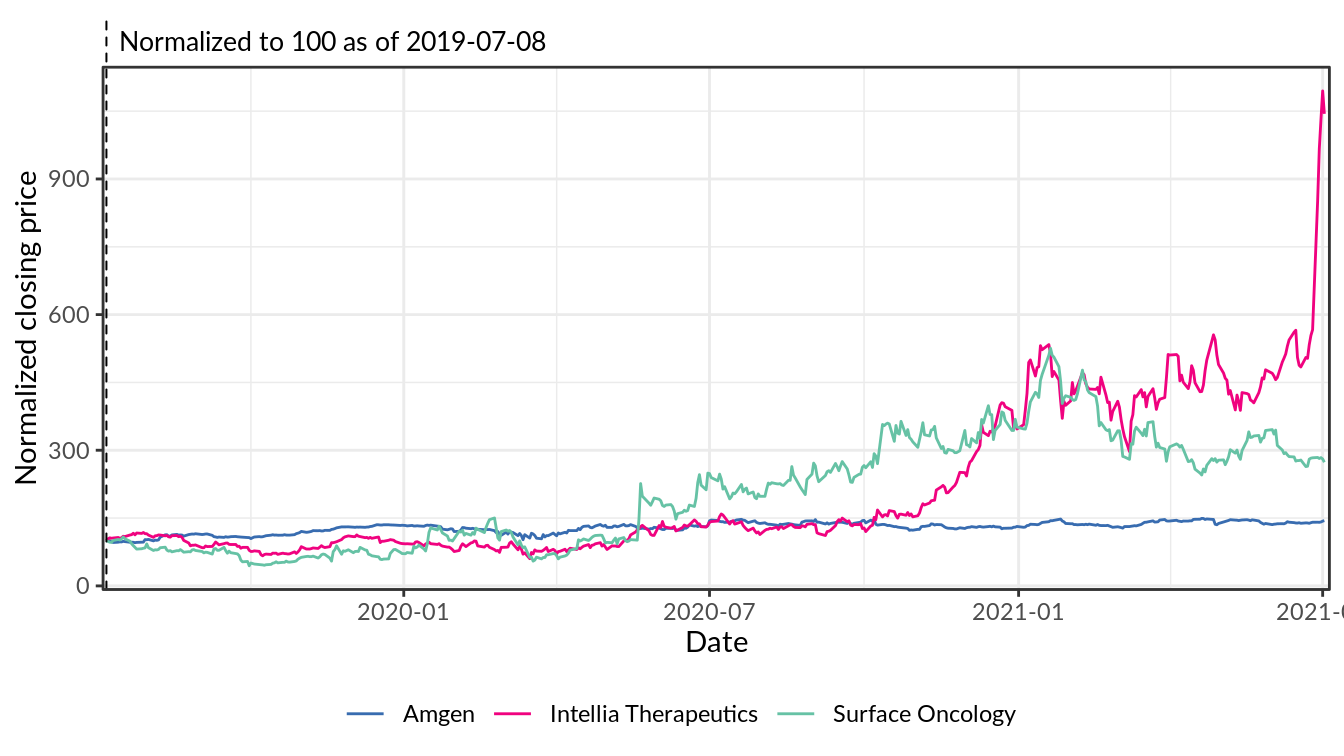 Normalized to 100 as of 2019-07-08
Normalized closing price
900
600
300
0
2020-01
2020-07
2021-01
2021-
Date
Amgen
Intellia Therapeutics
Surface Oncology